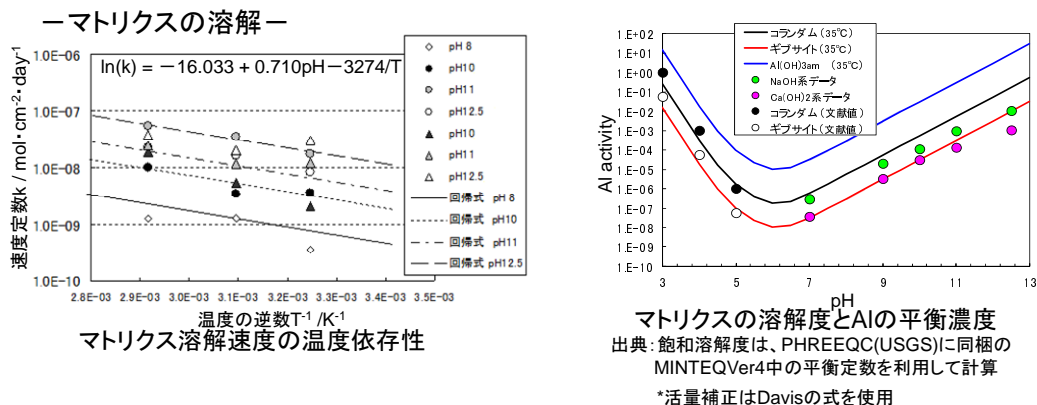 －マトリクスの溶解－
1.0E-06
1.0E-07
1.0E-08
1.0E-09
1.0E-10
速度定数k / mol・cm-2・day-1
ln(k) = －16.033 + 0.710pH－3274/T
2.8E-03 2.9E-03 3.0E-03 3.1E-03 3.2E-03 3.3E-03 3.4E-03 3.5E-03
温度の逆数T-1 /K-1
pH 8
pH10
pH11
pH12.5
pH10
pH11
pH12.5
回帰式 pH 8
回帰式 pH10
回帰式 pH11
回帰式 pH12.5
マトリクス溶解速度の温度依存性
1.E+02
1.E+01
1.E+00
1.E-01
1.E-02
1.E-03
1.E-04
1.E-05
1.E-06
1.E-07
1.E-08
1.E-09
1.E-10
Al activity
コランダム（35℃）
ギブサイト（35℃）
Al(OH)3am （35℃）
NaOH系データ
Ca(OH)2系データ
コランダム（文献値）
ギブサイト（文献値）
3 5 7 9 11 13
pH
マトリクスの溶解度とAlの平衡濃度
出典：飽和溶解度は、PHREEQC(USGS)に同梱の
MINTEQVer4中の平衡定数を利用して計算
*活量補正はDavisの式を使用